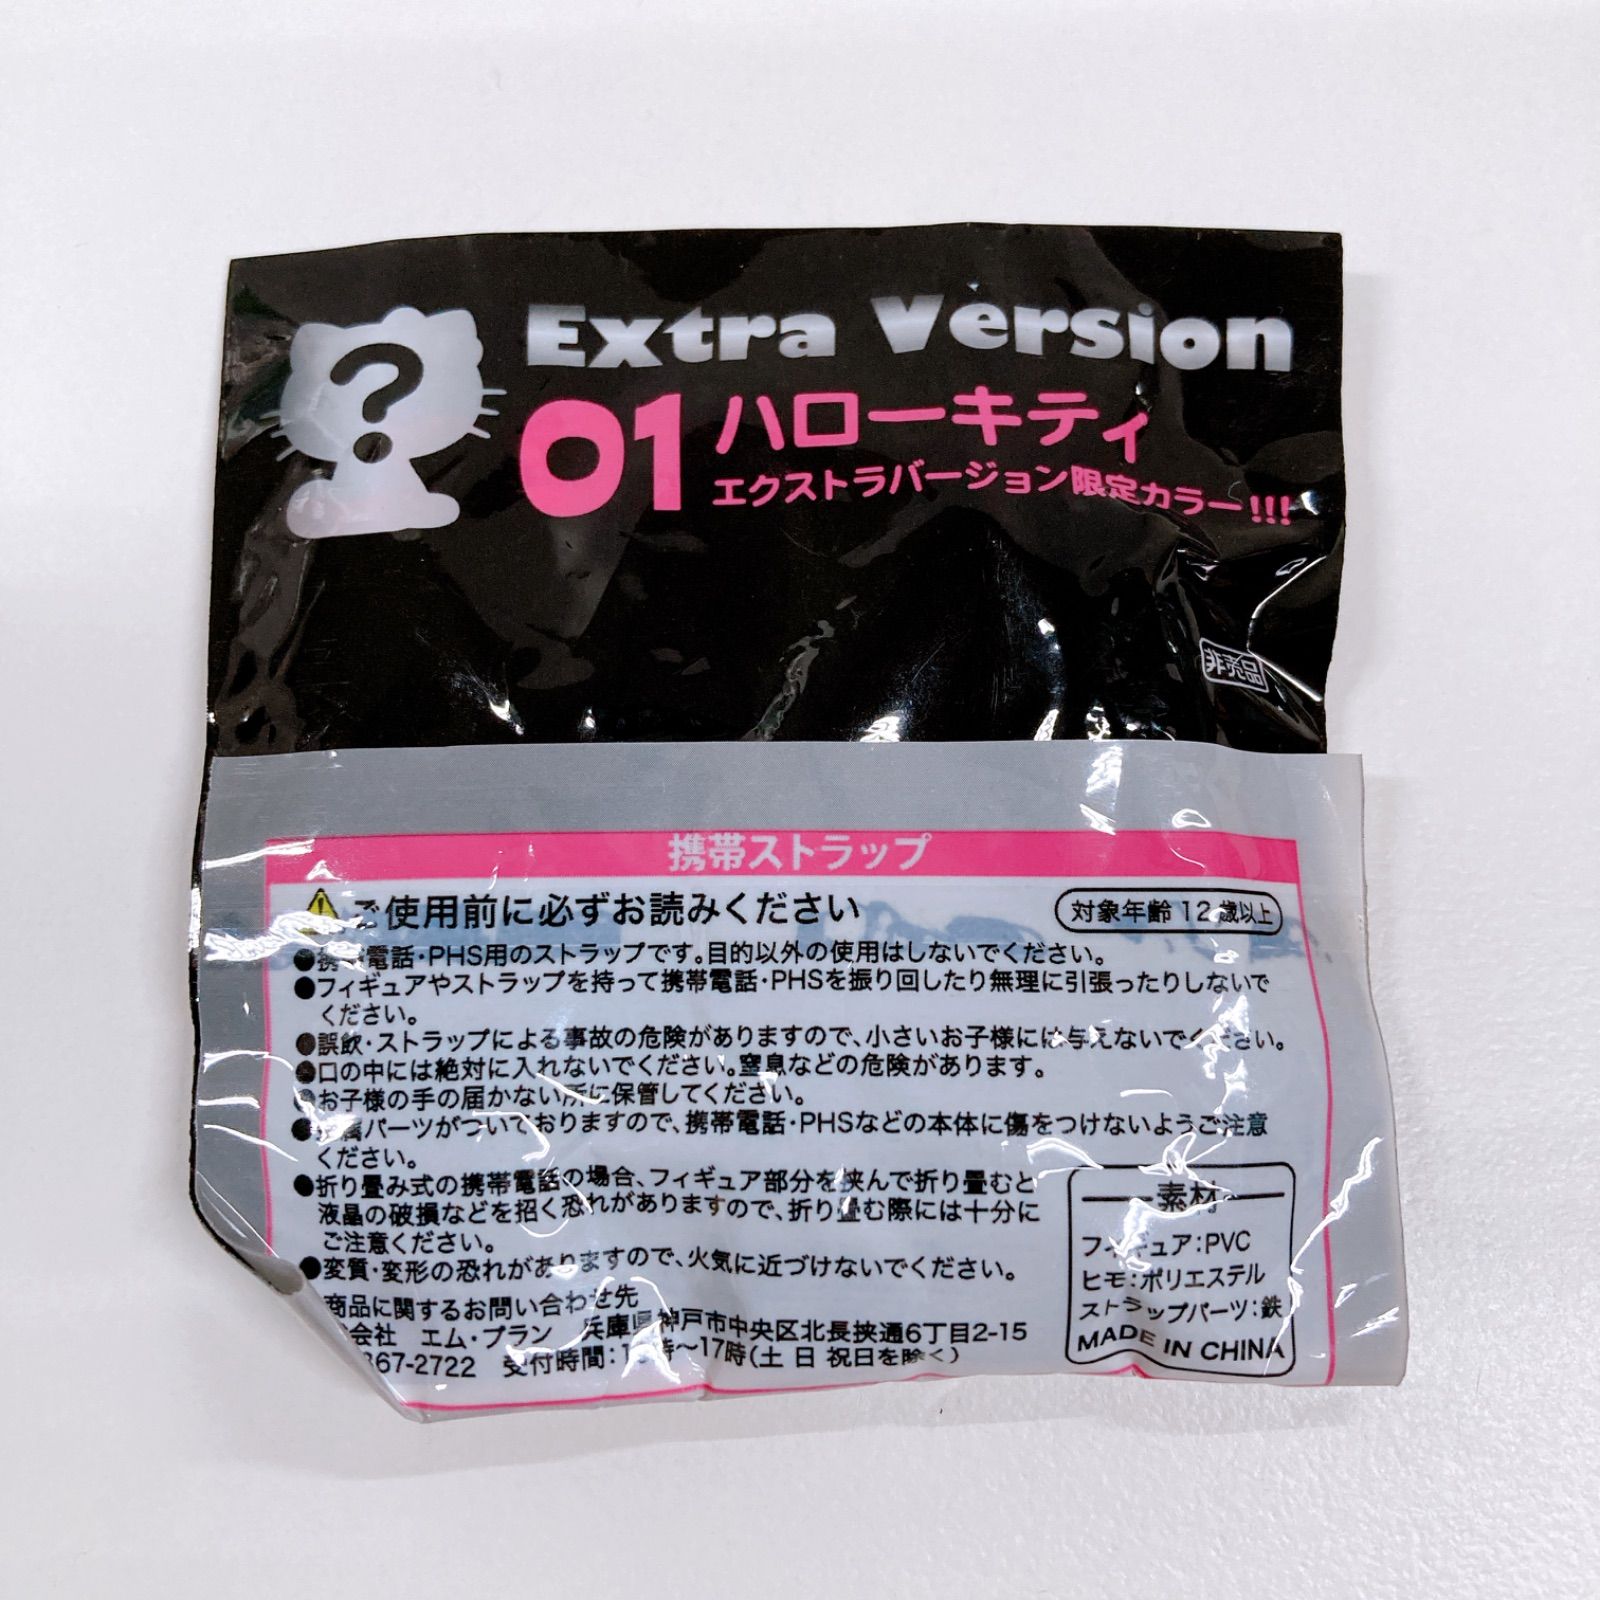 ?
Extra Version
01 ハローキティ
エクストラバージョン限定カラー!!!
非売品
携帯ストラップ
ご使用前に必ずお読みください
対象年齢12歳以上
●携帯電話・PHS用のストラップです。目的以外の使用はしないでください。
●フィギュアやストラップを持って携帯電話・PHSを振り回したり無理に引張ったりしないで
ください。
●誤飲・ストラップによる事故の危険がありますので、小さいお子様には与えないでください。
●口の中には絶対に入れないでください。窒息などの危険があります。
●お子様の手の届かない所に保管してください。
●金属パーツがついておりますので、携帯電話・PHSなどの本体に傷をつけないようご注意
ください。
●折り畳み式の携帯電話の場合、フィギュア部分を挟んで折り畳むと
液晶の破損などを招く恐れがありますので、折り畳む際には十分に
ご注意ください。
●変質・変形の恐れがありますので、火気に近づけないでください。
商品に関するお問い合わせ先
会社 エム・プラン 兵庫県神戸市中央区北長挟通6丁目2-15
367-2722 受付時間:
～17時(土 日 祝日を除く)
素材
フィギュア:PVC
ヒモ:ポリエステル
ストラップパーツ:鉄
MADE IN CHINA